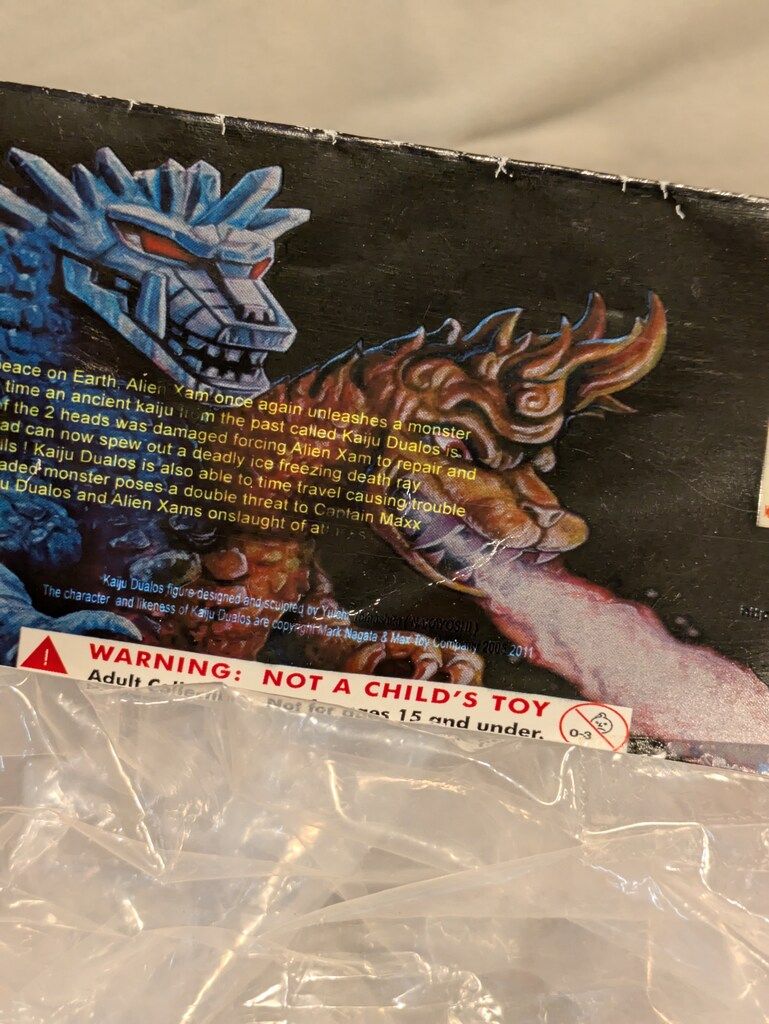 eace on Earth, Alien Xam once again unleashes a monster
time an ancient kaiju from the past called Kaiju Dualos is
f the 2 heads was damaged forcing Alien Xam to repair and
ad can now spew out a deadly ice freezing death ray
ils ! Kaiju Dualos is also able to time travel causing trouble
aded monster poses a double threat to Captain Maxx
u Dualos and Alien Xams onslaught of
Kaiju Dualos figure designed and sculpted by
The character and likeness of Kaiju Dualos are copyright Mark Nagata & Max Toy Company 2005 2011
WARNING: NOT A CHILD'S TOY
Adult Not for ages 15 and under.
0-3